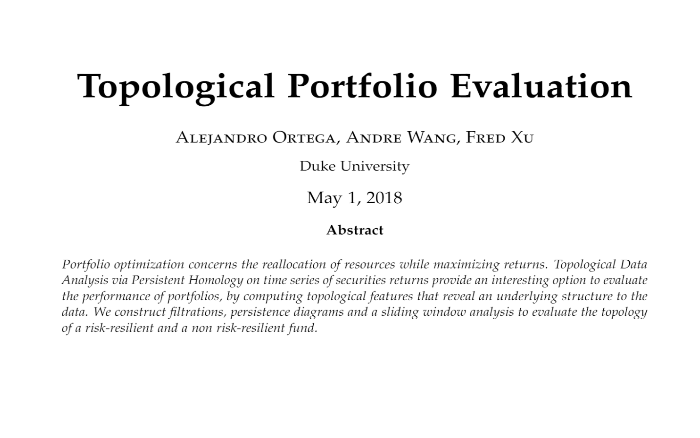 Topological Portfolio Evaluation
Alejandro Ortega, Andre Wang, Fred Xu
Duke University
May 1, 2018
Abstract
Portfolio optimization concerns the reallocation of resources while maximizing returns. Topological Data
Analysis via Persistent Homology on time series of securities returns provide an interesting option to evaluate
the performance of portfolios, by computing topological features that reveal an underlying structure to the
data. We construct filtrations, persistence diagrams and a sliding window analysis to evaluate the topology
of a risk-resilient and a non risk-resilient fund.